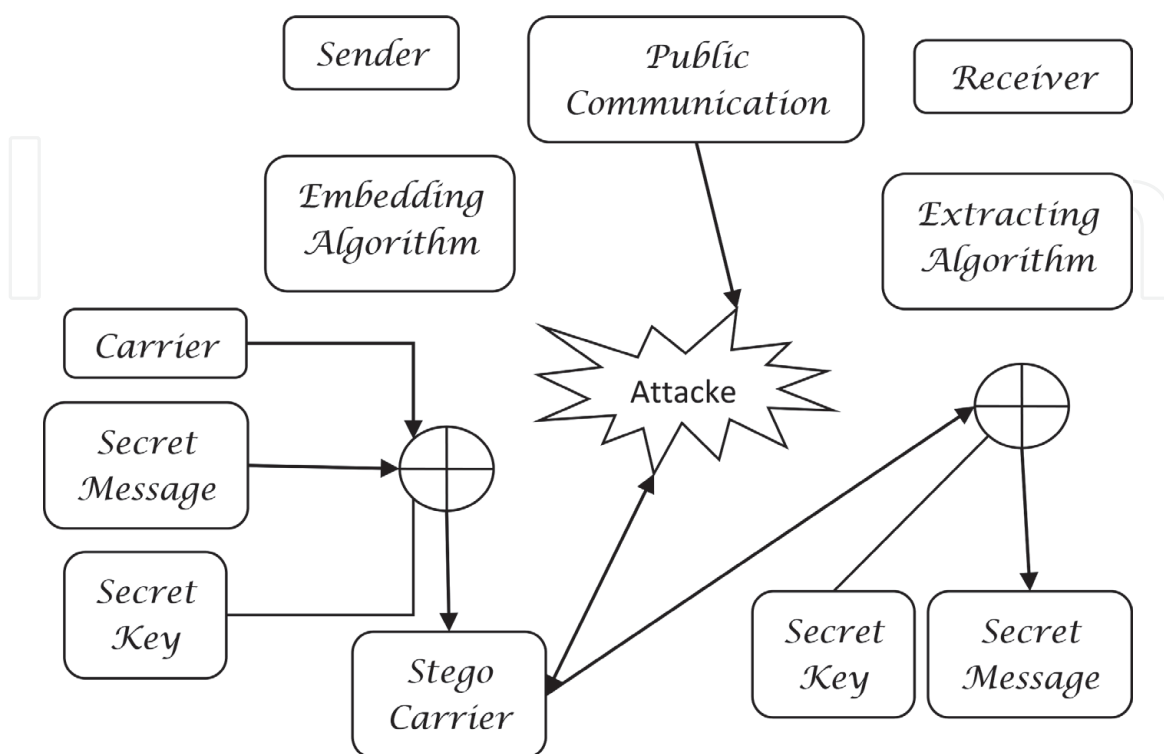 Sender
Public
Communication
Receiver
Embedding
Algorithm
Extracting
Algorithm
Carrier
Attacke
Secret
Message
Secret
Key
Stego
Carrier
Secret
Key
Secret
Message